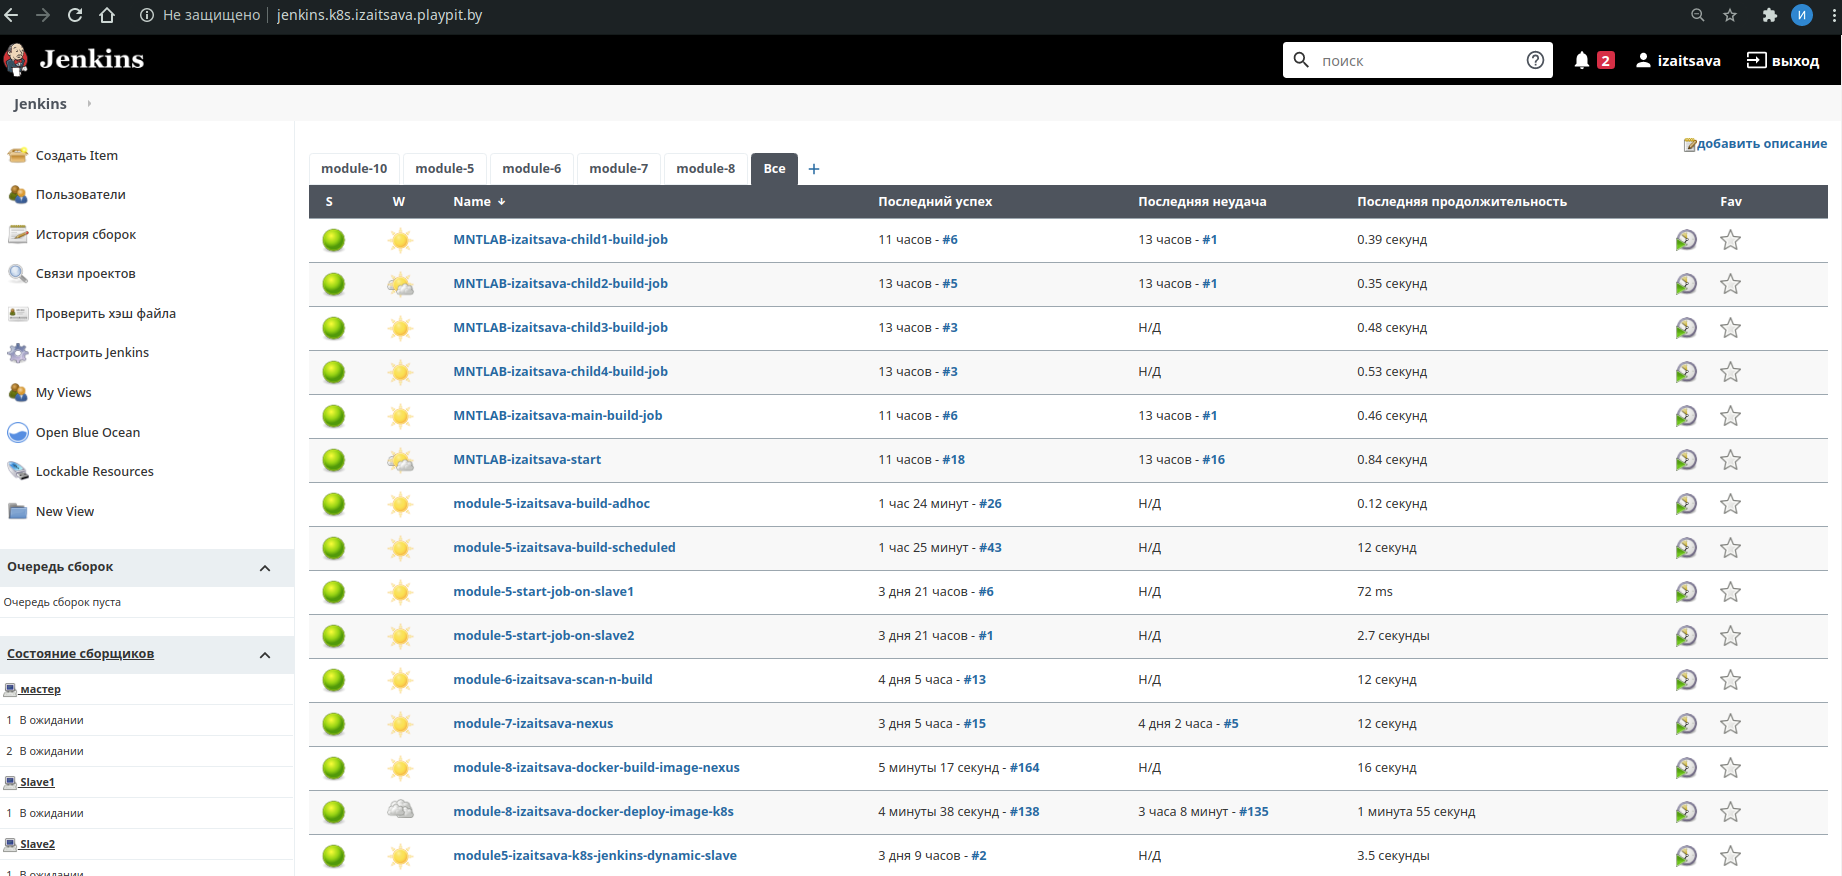 Не защищено jenkins.k8s.izaitsava.playpit.by И
Jenkins поиск 2 izaitsava выход
Jenkins
добавить описание
Создать Item
Пользователи
История сборок
Связи проектов
Проверить хэш файла
Настроить Jenkins
My Views
Open Blue Ocean
Lockable Resources
New View
Очередь сборок
Очередь сборок пуста
Состояние сборщиков
мастер
1 В ожидании
2 В ожидании
Slave1
1 В ожидании
Slave2
1 В ожидании
module-10 module-5 module-6 module-7 module-8 Все +
S W Name ↓ Последний успех Последняя неудача Последняя продолжительность Fav
MNTLAB-izaitsava-child1-build-job 11 часов - #6 13 часов - #1 0.39 секунд
MNTLAB-izaitsava-child2-build-job 13 часов - #5 13 часов - #1 0.35 секунд
MNTLAB-izaitsava-child3-build-job 13 часов - #3 Н/Д 0.48 секунд
MNTLAB-izaitsava-child4-build-job 13 часов - #3 Н/Д 0.53 секунд
MNTLAB-izaitsava-main-build-job 11 часов - #6 13 часов - #1 0.46 секунд
MNTLAB-izaitsava-start 11 часов - #18 13 часов - #16 0.84 секунд
module-5-izaitsava-build-adhoc 1 час 24 минут - #26 Н/Д 0.12 секунд
module-5-izaitsava-build-scheduled 1 час 25 минут - #43 Н/Д 12 секунд
module-5-start-job-on-slave1 3 дня 21 часов - #6 Н/Д 72 ms
module-5-start-job-on-slave2 3 дня 21 часов - #1 Н/Д 2.7 секунды
module-6-izaitsava-scan-n-build 4 дня 5 часа - #13 Н/Д 12 секунд
module-7-izaitsava-nexus 3 дня 5 часа - #15 4 дня 2 часа - #5 12 секунд
module-8-izaitsava-docker-build-image-nexus 5 минуты 17 секунд - #164 Н/Д 16 секунд
module-8-izaitsava-docker-deploy-image-k8s 4 минуты 38 секунд - #138 3 часа 8 минут - #135 1 минута 55 секунд
module5-izaitsava-k8s-jenkins-dynamic-slave 3 дня 9 часов - #2 Н/Д 3.5 секунды